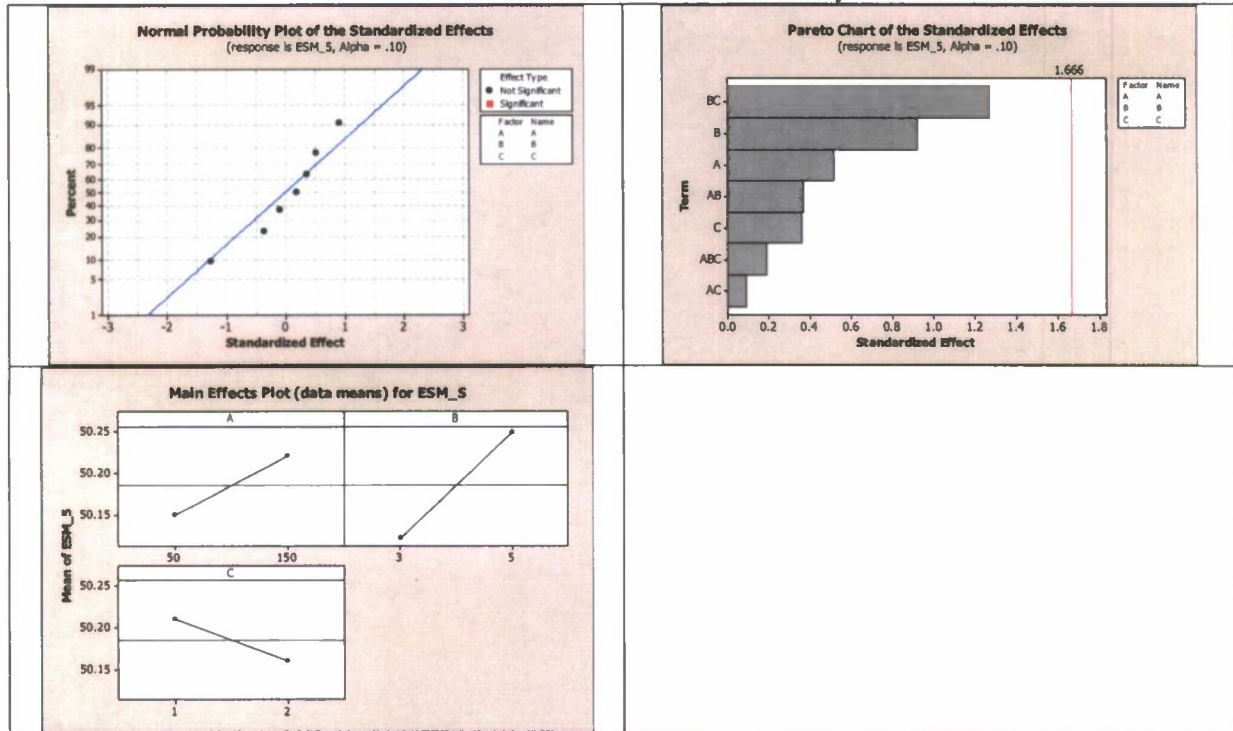 Normal Probability Plot of the Standardized Effects
(response is ESM_S, Alpha = .10)
99
95
90
80
70
60
50
40
30
20
10
5
1
Percent
-3 -2 -1 0 1 2 3
Standardized Effect
Effect Type
Not Significant
Significant
Factor Name
A A
B B
C C
Pareto Chart of the Standardized Effects
(response is ESM_S, Alpha = .10)
1.666
BC
B
A
AB
C
ABC
AC
Term
0.0 0.2 0.4 0.6 0.8 1.0 1.2 1.4 1.6 1.8
Standardized Effect
Factor Name
A A
B B
C C
Main Effects Plot (data means) for ESM_S
A B
50.25
50.20
50.15
50 150 3 5
C
50.25
50.20
50.15
1 2
Mean of ESM_S